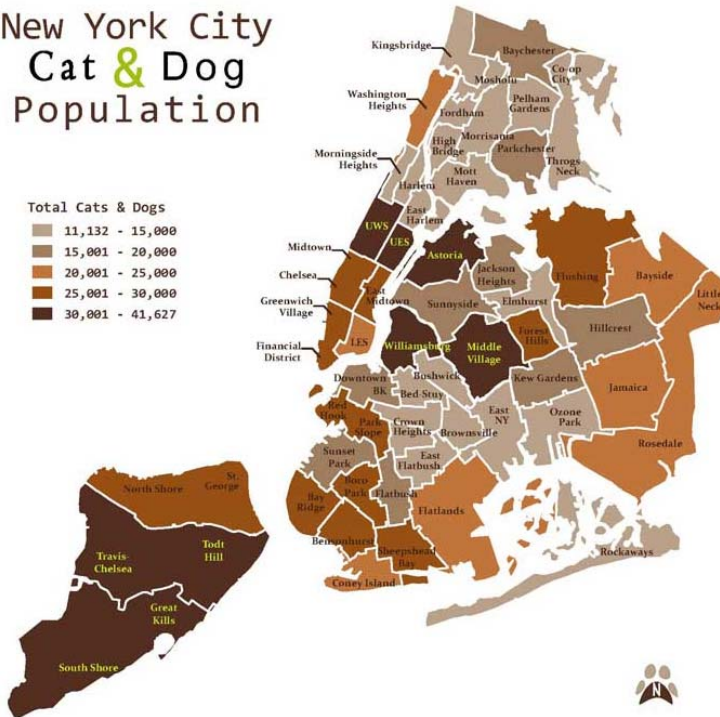 New York City
Cat & Dog
Population
Total Cats & Dogs
11,132 - 15,000
15,001 - 20,000
20,001 - 25,000
25,001 - 30,000
30,001 - 41,627
Kingsbridge
Baychester
Mosholu
Co-op
City
Washington
Heights
Pelham
Gardens
Fordham
Morrisania
High
Bridge
Parkchester
Morningside
Heights
Mott
Haven
Throgs
Neck
Harlem
East
Harlem
UWS
UES
Midtown
Astoria
Chelsea
East
Midtown
Jackson
Heights
Flushing
Bayside
Little
Neck
Greenwich
Village
Sunnyside
Elmhurst
Hillcrest
Financial
District
LES
Williamsburg
Middle
Village
Forest
Hills
Downtown
BK
Bushwick
Kew Gardens
Bed-Stuy
Jamaica
Red
Hook
Park
Slope
Crown
Heights
East
NY
Ozone
Park
Brownsville
Rosedale
Sunset
Park
East
Flatbush
Boro
Park
Flatbush
Flatlands
Bay
Ridge
Bensonhurst
Sheepshead
Bay
Rockaways
Coney Island
North Shore
St.
George
Travis-
Chelsea
Todt
Hill
Great
Kills
South Shore
N